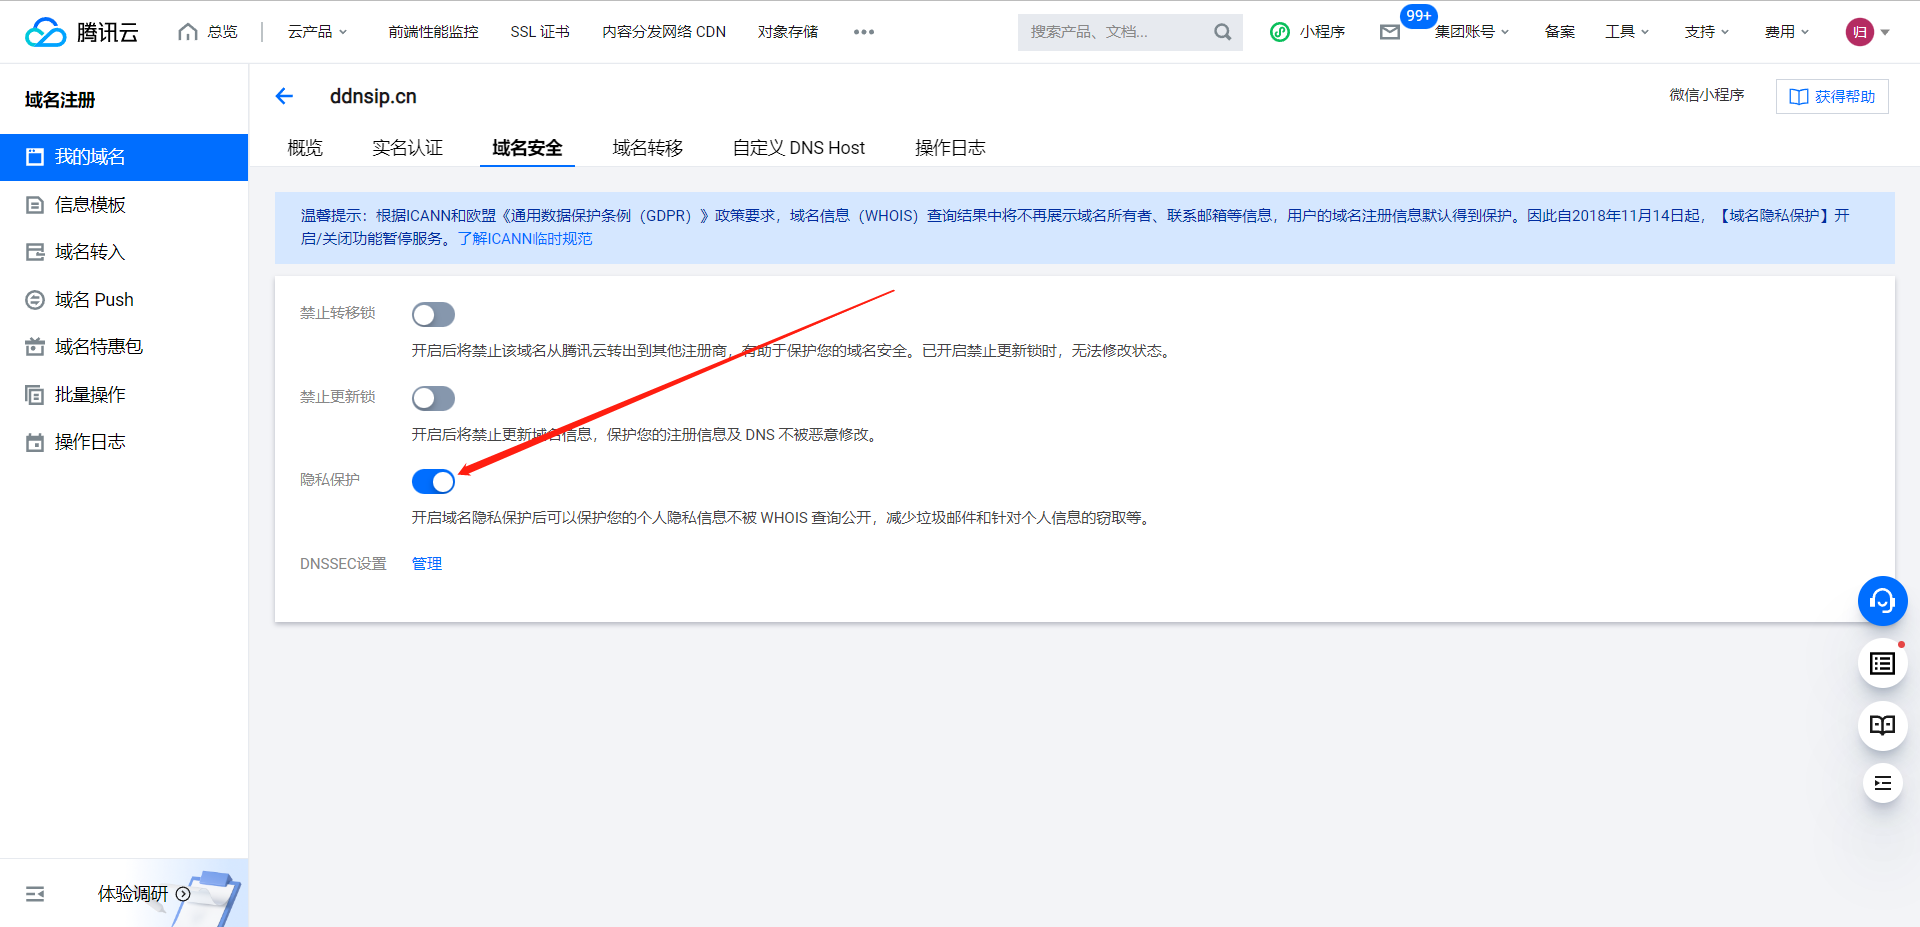 腾讯云
总览
云产品
前端性能监控
SSL 证书
内容分发网络 CDN
对象存储
•••
搜索产品、文档...
小程序
99+
集团账号
备案
工具
支持
费用
归
域名注册
我的域名
信息模板
域名转入
域名 Push
域名特惠包
批量操作
操作日志
体验调研
ddnsip.cn
微信小程序
获得帮助
概览
实名认证
域名安全
域名转移
自定义 DNS Host
操作日志
温馨提示：根据ICANN和欧盟《通用数据保护条例（GDPR）》政策要求，域名信息（WHOIS）查询结果中将不再展示域名所有者、联系邮箱等信息，用户的域名注册信息默认得到保护。因此自2018年11月14日起，【域名隐私保护】开
启/关闭功能暂停服务。了解ICANN临时规范
禁止转移锁
开启后将禁止该域名从腾讯云转出到其他注册商，有助于保护您的域名安全。已开启禁止更新锁时，无法修改状态。
禁止更新锁
开启后将禁止更新域名信息，保护您的注册信息及 DNS 不被恶意修改。
隐私保护
开启域名隐私保护后可以保护您的个人隐私信息不被 WHOIS 查询公开，减少垃圾邮件和针对个人信息的窃取等。
DNSSEC设置
管理